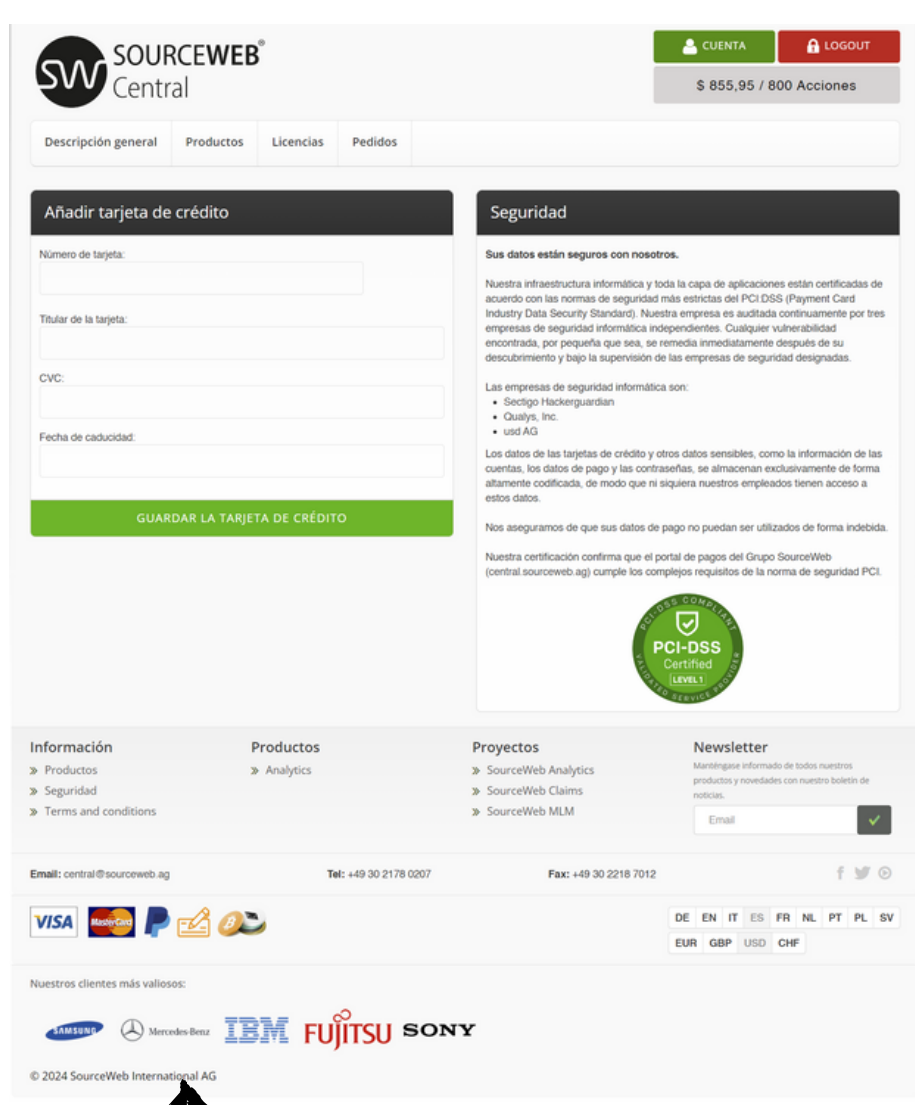 SW SOURCEWEB®
Central
CUENTA
LOGOUT
$ 855,95 / 800 Acciones
Descripción general
Productos
Licencias
Pedidos
Añadir tarjeta de crédito
Número de tarjeta:
Titular de la tarjeta:
CVC:
Fecha de caducidad:
GUARDAR LA TARJETA DE CRÉDITO
Seguridad
Sus datos están seguros con nosotros.
Nuestra infraestructura informática y toda la capa de aplicaciones están certificadas de
acuerdo con las normas de seguridad más estrictas del PCI DSS (Payment Card
Industry Data Security Standard). Nuestra empresa es auditada continuamente por tres
empresas de seguridad informática independientes. Cualquier vulnerabilidad
encontrada, por pequeña que sea, se remedia inmediatamente después de su
descubrimiento y bajo la supervisión de las empresas de seguridad designadas.
Las empresas de seguridad informática son:
• Sectigo Hackerguardian
• Qualys, Inc.
• usd AG
Los datos de las tarjetas de crédito y otros datos sensibles, como la información de las
cuentas, los datos de pago y las contraseñas, se almacenan exclusivamente de forma
altamente codificada, de modo que ni siquiera nuestros empleados tienen acceso a
estos datos.
Nos aseguramos de que sus datos de pago no puedan ser utilizados de forma indebida.
Nuestra certificación confirma que el portal de pagos del Grupo SourceWeb
(central.sourceweb.ag) cumple los complejos requisitos de la norma de seguridad PCI.
PCI-DSS COMPLIANT
PCI-DSS
Certified
LEVEL 1
VALIDATED SERVICE PROVIDER
Información
» Productos
» Seguridad
» Terms and conditions
Productos
» Analytics
Proyectos
» SourceWeb Analytics
» SourceWeb Claims
» SourceWeb MLM
Newsletter
Manténgase informado de todos nuestros
productos y novedades con nuestro boletín de
noticias.
Email
Email: central@sourceweb.ag
Tel: +49 30 2178 0207
Fax: +49 30 2218 7012
VISA MasterCard
DE EN IT ES FR NL PT PL SV
EUR GBP USD CHF
Nuestros clientes más valiosos:
SAMSUNG Mercedes-Benz IBM FUJITSU SONY
© 2024 SourceWeb International AG